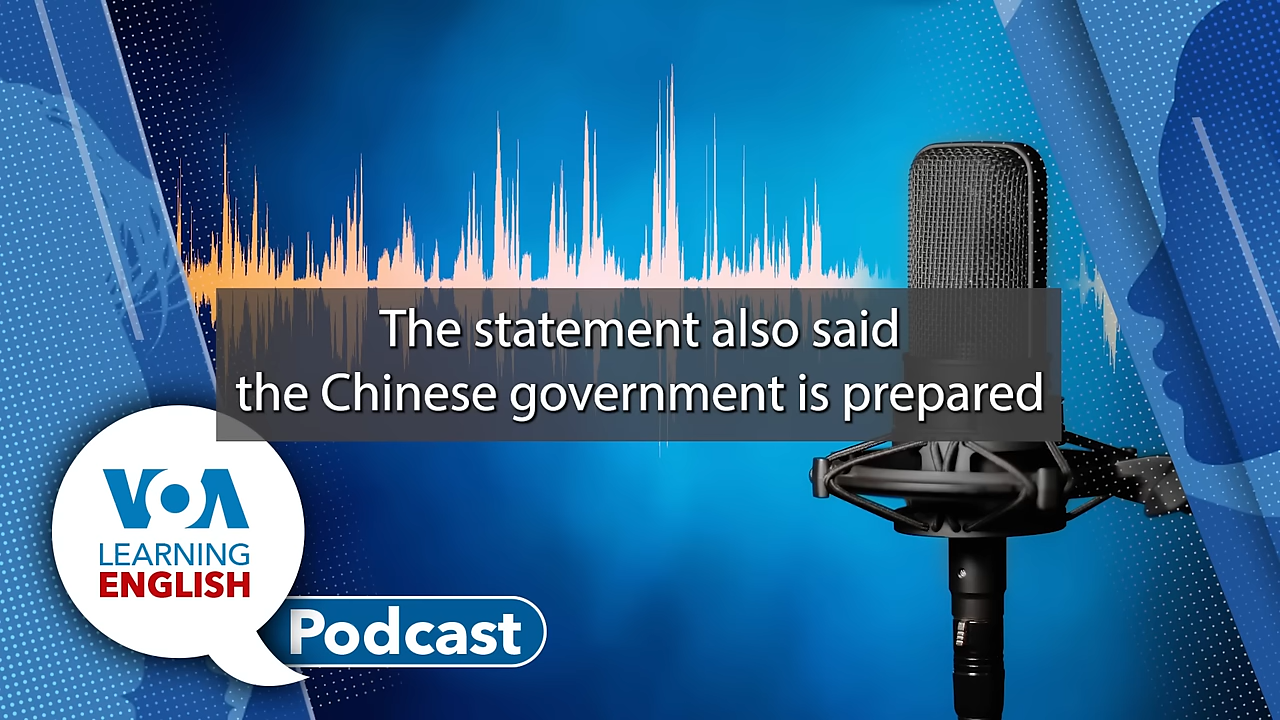 The statement also said
the Chinese government is prepared
VOA
LEARNING
ENGLISH
Podcast